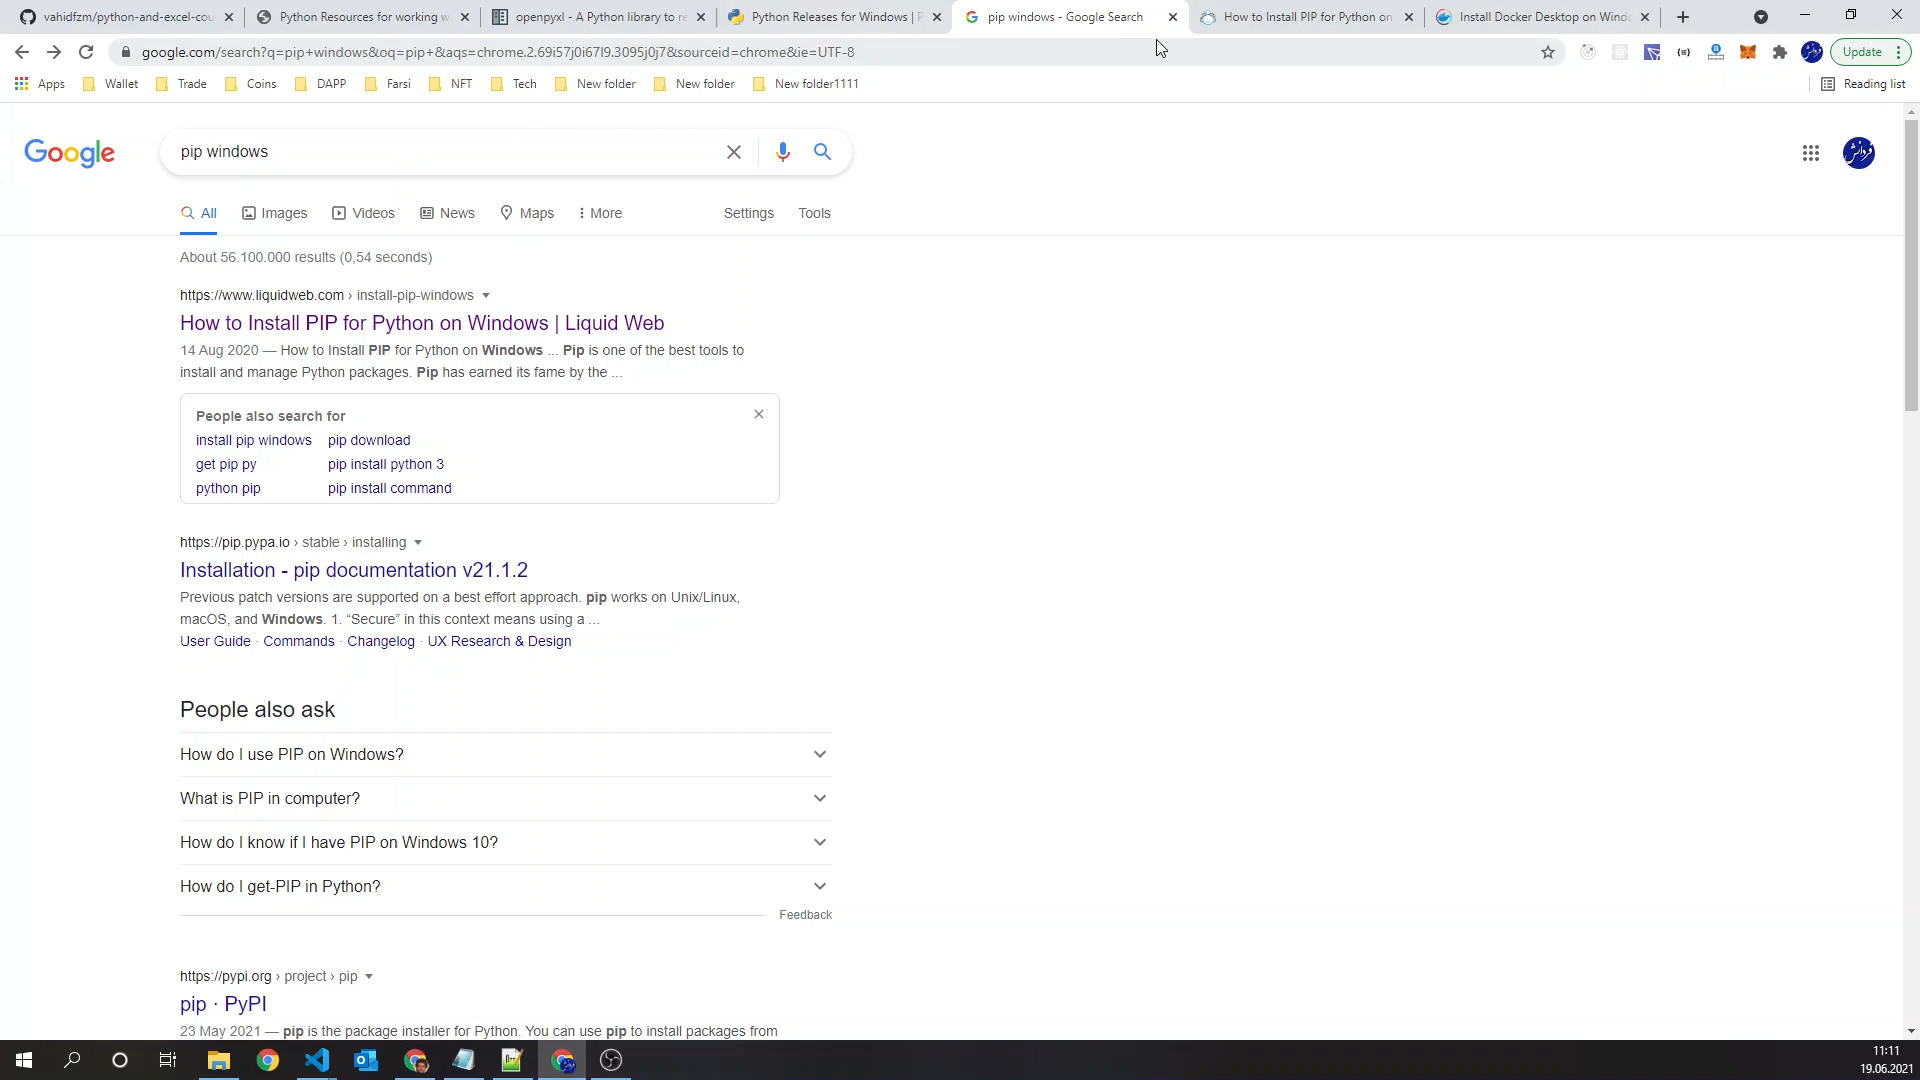 vahidfzm/python-and-excel-cou
Python Resources for working w
openpyxl - A Python library to re
Python Releases for Windows | P
pip windows - Google Search
How to Install PIP for Python on
Install Docker Desktop on Windo
google.com/search?q=pip+windows&oq=pip+&aqs=chrome.2.69i57j0i67l9.3095j0j7&sourceid=chrome&ie=UTF-8
Update
Apps Wallet Trade Coins DAPP Farsi NFT Tech New folder New folder New folder1111 Reading list
Google
pip windows
All Images Videos News Maps More Settings Tools
About 56.100.000 results (0,54 seconds)
https://www.liquidweb.com › install-pip-windows
How to Install PIP for Python on Windows | Liquid Web
14 Aug 2020 — How to Install PIP for Python on Windows ... Pip is one of the best tools to
install and manage Python packages. Pip has earned its fame by the ...
People also search for
install pip windows pip download
get pip py pip install python 3
python pip pip install command
https://pip.pypa.io › stable › installing
Installation - pip documentation v21.1.2
Previous patch versions are supported on a best effort approach. pip works on Unix/Linux,
macOS, and Windows. 1. “Secure” in this context means using a ...
User Guide · Commands · Changelog · UX Research & Design
People also ask
How do I use PIP on Windows?
What is PIP in computer?
How do I know if I have PIP on Windows 10?
How do I get-PIP in Python?
Feedback
https://pypi.org › project › pip
pip · PyPI
23 May 2021 — pip is the package installer for Python. You can use pip to install packages from
11:11
19.06.2021